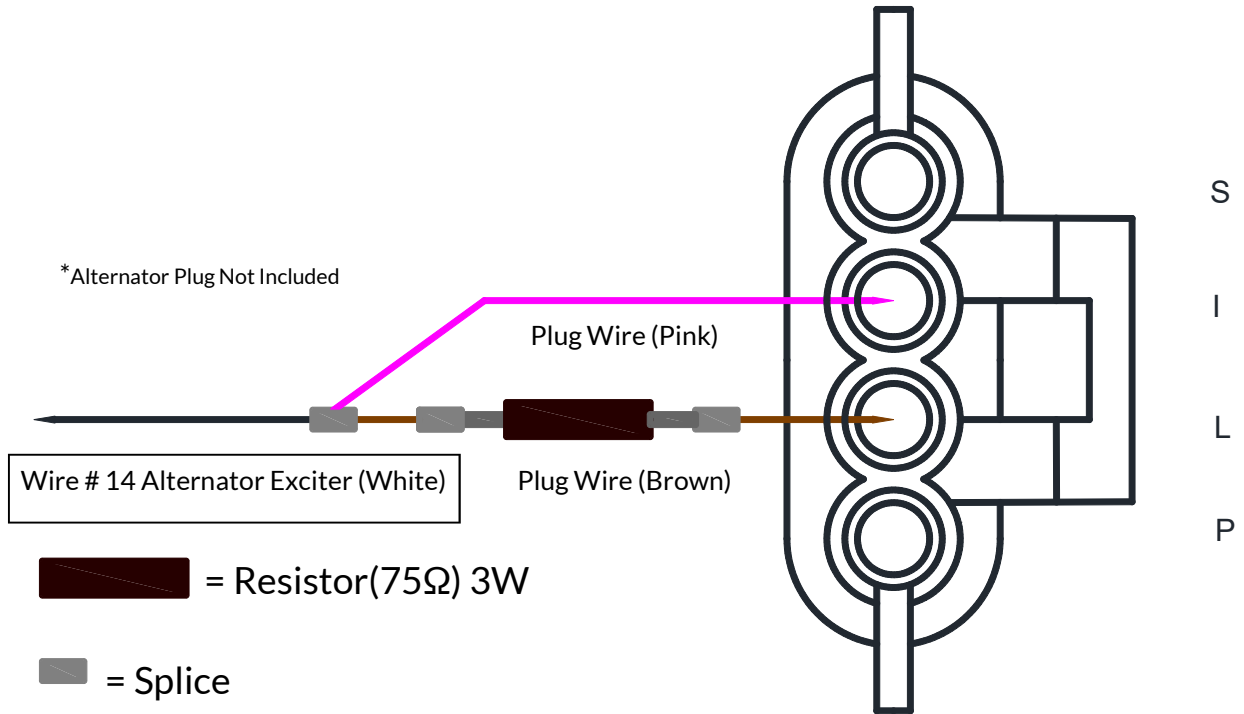 S
*Alternator Plug Not Included
I
Plug Wire (Pink)
L
Wire # 14 Alternator Exciter (White)
Plug Wire (Brown)
P
= Resistor(75Ω) 3W
= Splice